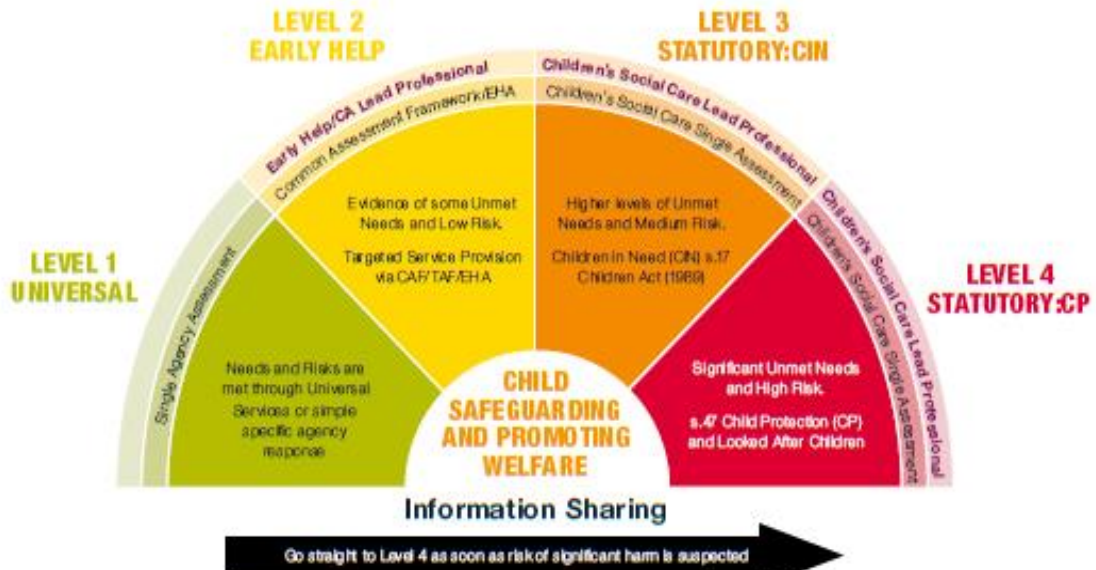 LEVEL 2
EARLY HELP
LEVEL 3
STATUTORY:CIN
Early Help/CA Lead Professional
Common Assessment Framework/EHA
Children's Social Care Lead Professional
Children's Social Care Single Assessment
Evidence of some Unmet
Needs and Low Risk.
Targeted Service Provision
via CAF/TAF/EHA
Higher levels of Unmet
Needs and Medium Risk.
Children in Need (CIN) s.17
Children Act (1989)
LEVEL 1
UNIVERSAL
Single Agency Assessment
Needs and Risks are
met through Universal
Services or simple
specific agency
response
LEVEL 4
STATUTORY:CP
Children's Social Care Lead Professional
Children's Social Care Single Assessment
Significant Unmet Needs
and High Risk.
s.47 Child Protection (CP)
and Looked After Children
CHILD
SAFEGUARDING
AND PROMOTING
WELFARE
Information Sharing
Go straight to Level 4 as soon as risk of significant harm is suspected